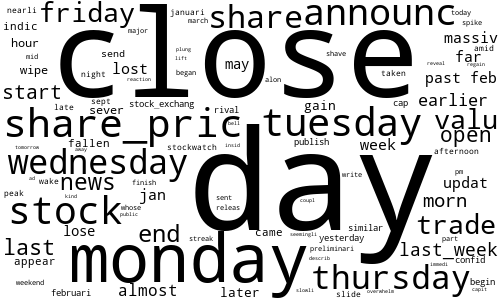 nearli friday januari march share announc today spike
indic major close massiv
hour send plung lift may shave amid
mid night lost began alon taken far reveal regain
wipe reaction past feb
start sept stock_exchang gain cap earlier
late sever rival
share_pric bell tuesday valu
fallen stockwatch insid publish week open
tomorrow away afternoon
wednesday day
ad wake news finish write pm
peak kind jan sent coupl updat
stock whose public releas morn
lose end streak came seemingli similar trade
last monday yesterday part
appear preliminari last_week
describ immedi confid
weekend thursday begin
februari almost later slowli slide overwhelm capit